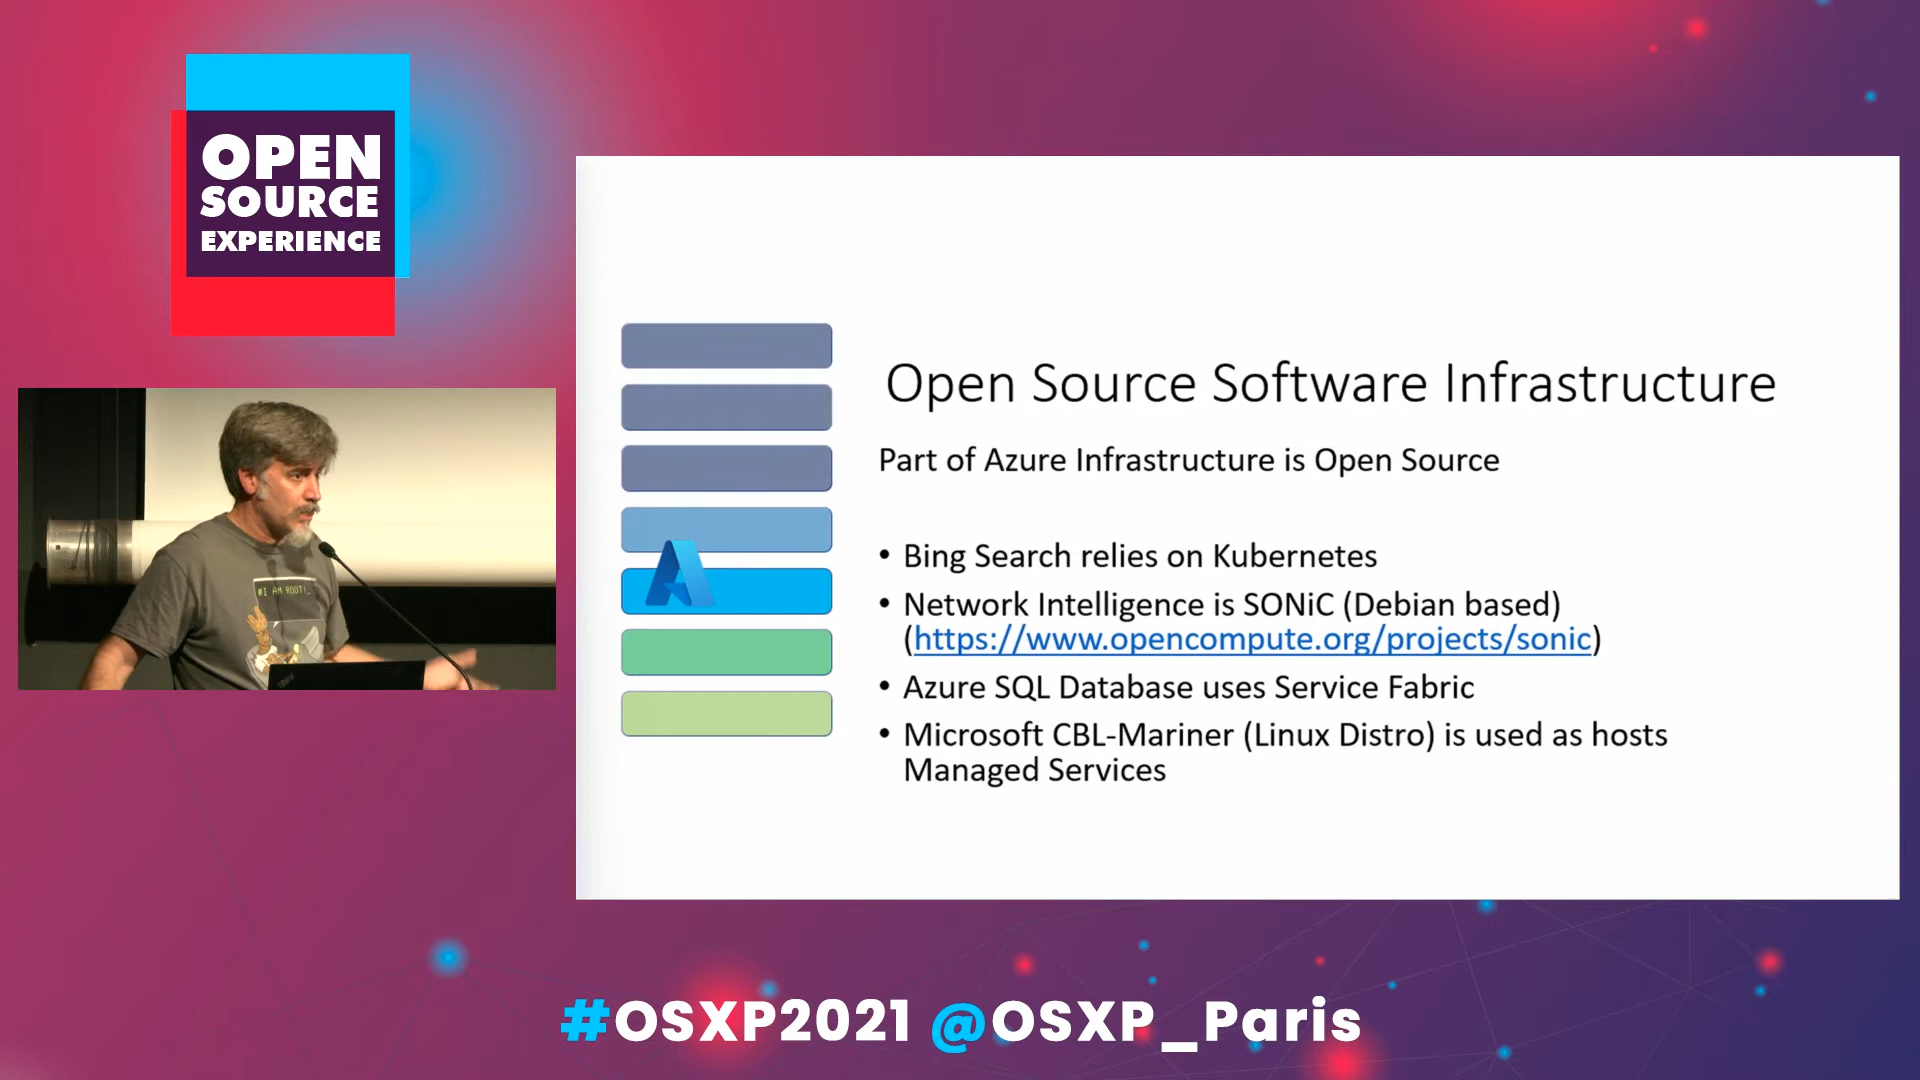 OPEN
SOURCE
EXPERIENCE
#I AM ROOT!_
Open Source Software Infrastructure
Part of Azure Infrastructure is Open Source
• Bing Search relies on Kubernetes
• Network Intelligence is SONiC (Debian based)
(https://www.opencompute.org/projects/sonic)
• Azure SQL Database uses Service Fabric
• Microsoft CBL-Mariner (Linux Distro) is used as hosts
Managed Services
#OSXP2021 @OSXP_Paris